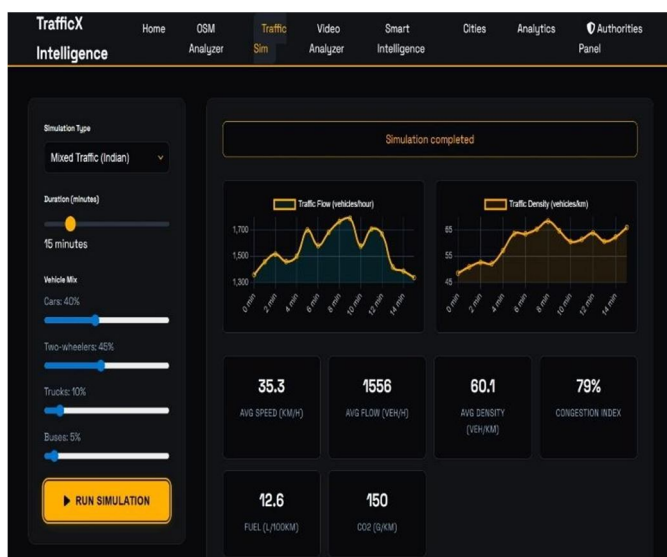 TrafficX Intelligence
Home
OSM Analyzer
Traffic Sim
Video Analyzer
Smart Intelligence
Cities
Analytics
Authorities Panel
Simulation Type
Mixed Traffic (Indian)
Duration (minutes)
15 minutes
Vehicle Mix
Cars: 40%
Two-wheelers: 45%
Trucks: 10%
Buses: 5%
RUN SIMULATION
Simulation completed
Traffic Flow (vehicles/hour)
1,700
1,500
1,300
0 min 2 min 4 min 6 min 8 min 10 min 12 min 14 min
Traffic Density (vehicles/km)
65
55
45
0 min 2 min 4 min 6 min 8 min 10 min 12 min 14 min
35.3
AVG SPEED (KM/H)
1556
AVG FLOW (VEH/H)
60.1
AVG DENSITY
(VEH/KM)
79%
CONGESTION INDEX
12.6
FUEL (L/100KM)
150
CO2 (G/KM)